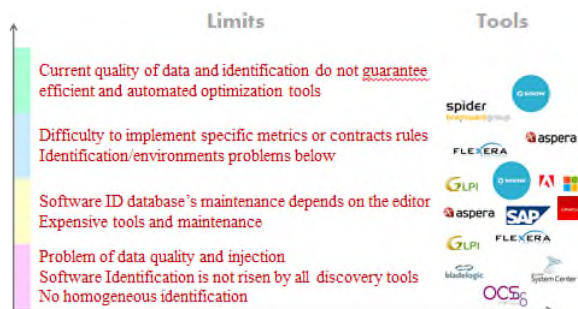 Limits
Tools
Current quality of data and identification do not guarantee
efficient and automated optimization tools
snow
spider
brainwaregroup
Difficulty to implement specific metrics or contracts rules
Identification/environments problems below
aspera
FLEXERA
Software ID database's maintenance depends on the editor
Expensive tools and maintenance
GLPI
snow
aspera
SAP
Problem of data quality and injection
Software Identification is not risen by all discovery tools
No homogeneous identification
GLPI
FLEXERA
bladelogic
System Center
OCS